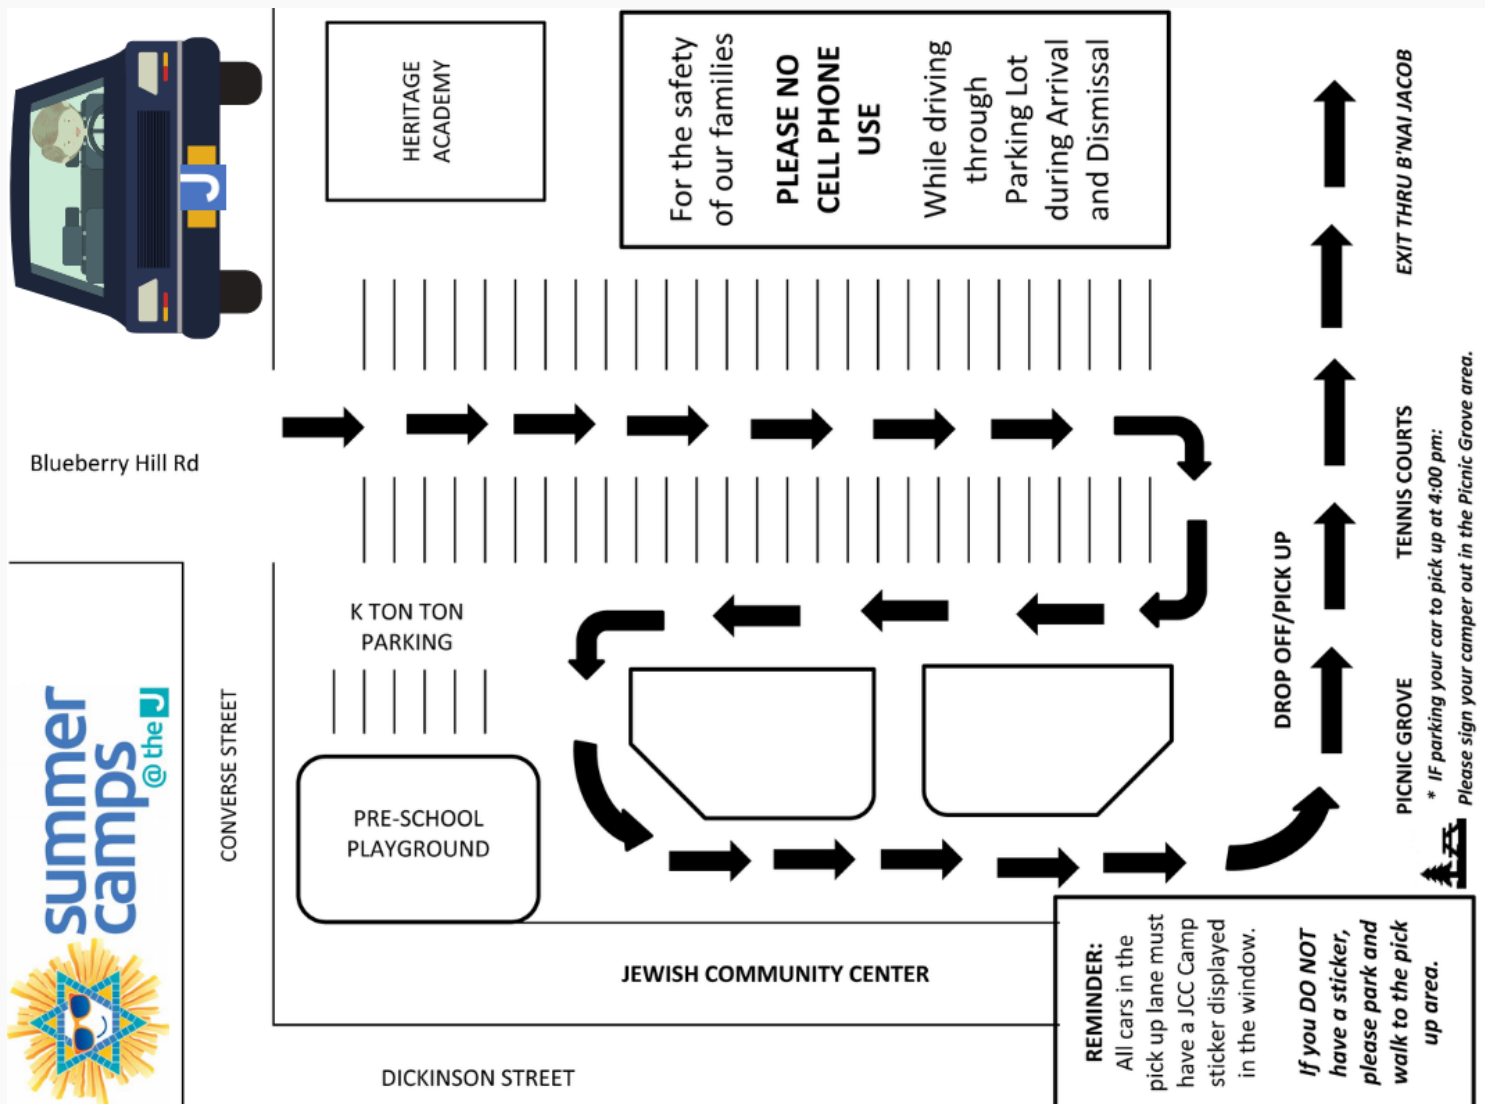 HERITAGE
ACADEMY
For the safety
of our families
PLEASE NO
CELL PHONE
USE
While driving
through
Parking Lot
during Arrival
and Dismissal
EXIT THRU B'NAI JACOB
J
Blueberry Hill Rd
TENNIS COURTS
DROP OFF/PICK UP
PICNIC GROVE
* IF parking your car to pick up at 4:00 pm:
Please sign your camper out in the Picnic Grove area.
K TON TON
PARKING
CONVERSE STREET
PRE-SCHOOL
PLAYGROUND
summer
camps
@ the J
JEWISH COMMUNITY CENTER
REMINDER:
All cars in the
pick up lane must
have a JCC Camp
sticker displayed
in the window.
If you DO NOT
have a sticker,
please park and
walk to the pick
up area.
DICKINSON STREET